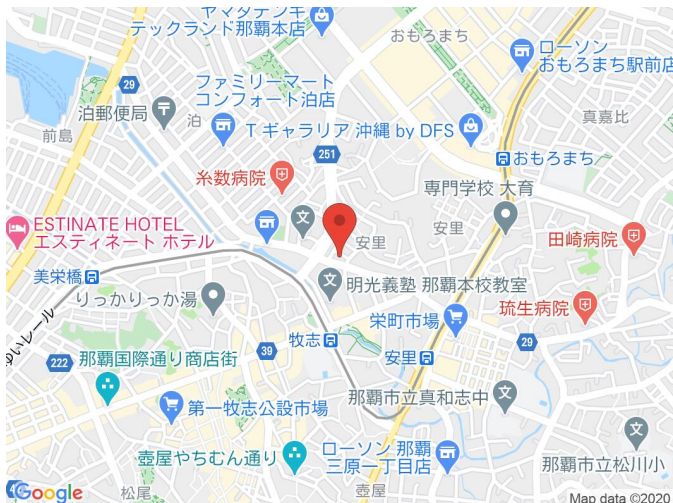 ヤマダデンキ
テックランド那覇本店
おもろまち
ローソン
おもろまち駅前店
29
ファミリーマート
コンフォート泊店
泊郵便局
泊
真嘉比
前島
T ギャラリア 沖縄 by DFS
251
おもろまち
糸数病院
専門学校 大育
文
安里
安里
ESTINATE HOTEL
エスティネート ホテル
田崎病院
美栄橋
明光義塾 那覇本校教室
りっかりっか湯
琉生病院
栄町市場
ゆいレール
牧志
29
39
安里
222
那覇国際通り商店街
那覇市立真和志中
文
第一牧志公設市場
文
壺屋やちむん通り
ローソン 那覇
三原一丁目店
那覇市立松川小
Google
松尾
壺屋
Map data ©2020